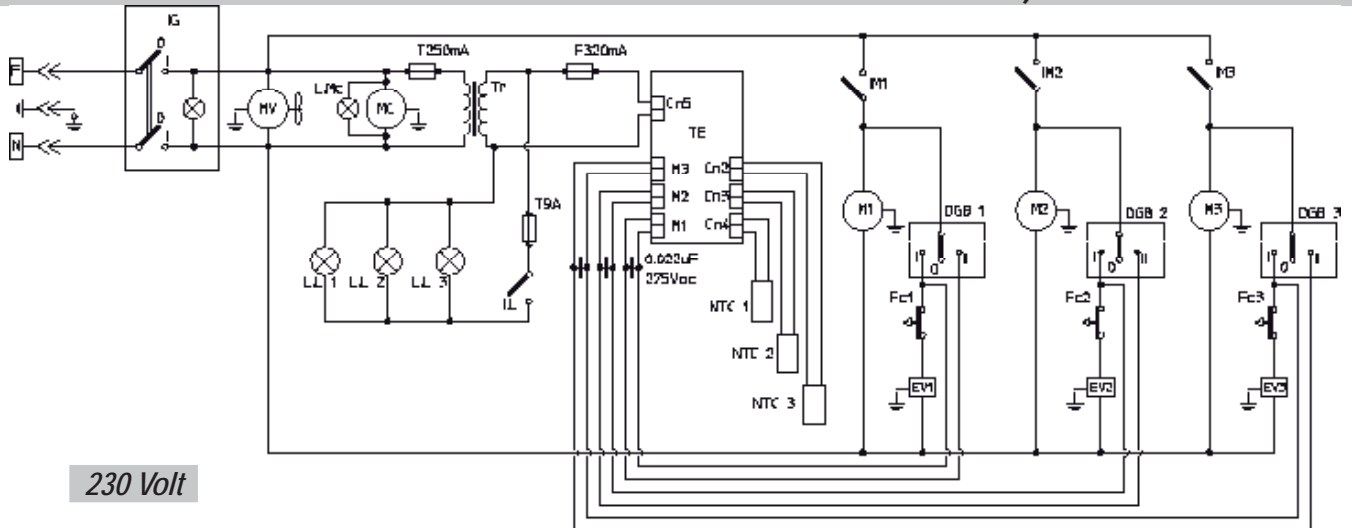 IG
0
I
F
N
0
I
MV
LMc
MC
T250mA
Tr
F320mA
Cn5
TE
M3
M2
M1
Cn2
Cn3
Cn4
0.022uF
275Vac
T9A
IL
LL 1
LL 2
LL 3
NTC 1
NTC 2
NTC 3
IM1
IM2
IM3
M1
M2
M3
DGB 1
DGB 2
DGB 3
I
0
II
I
0
II
I
0
II
Fc1
Fc2
Fc3
EV1
EV2
EV3
230 Volt